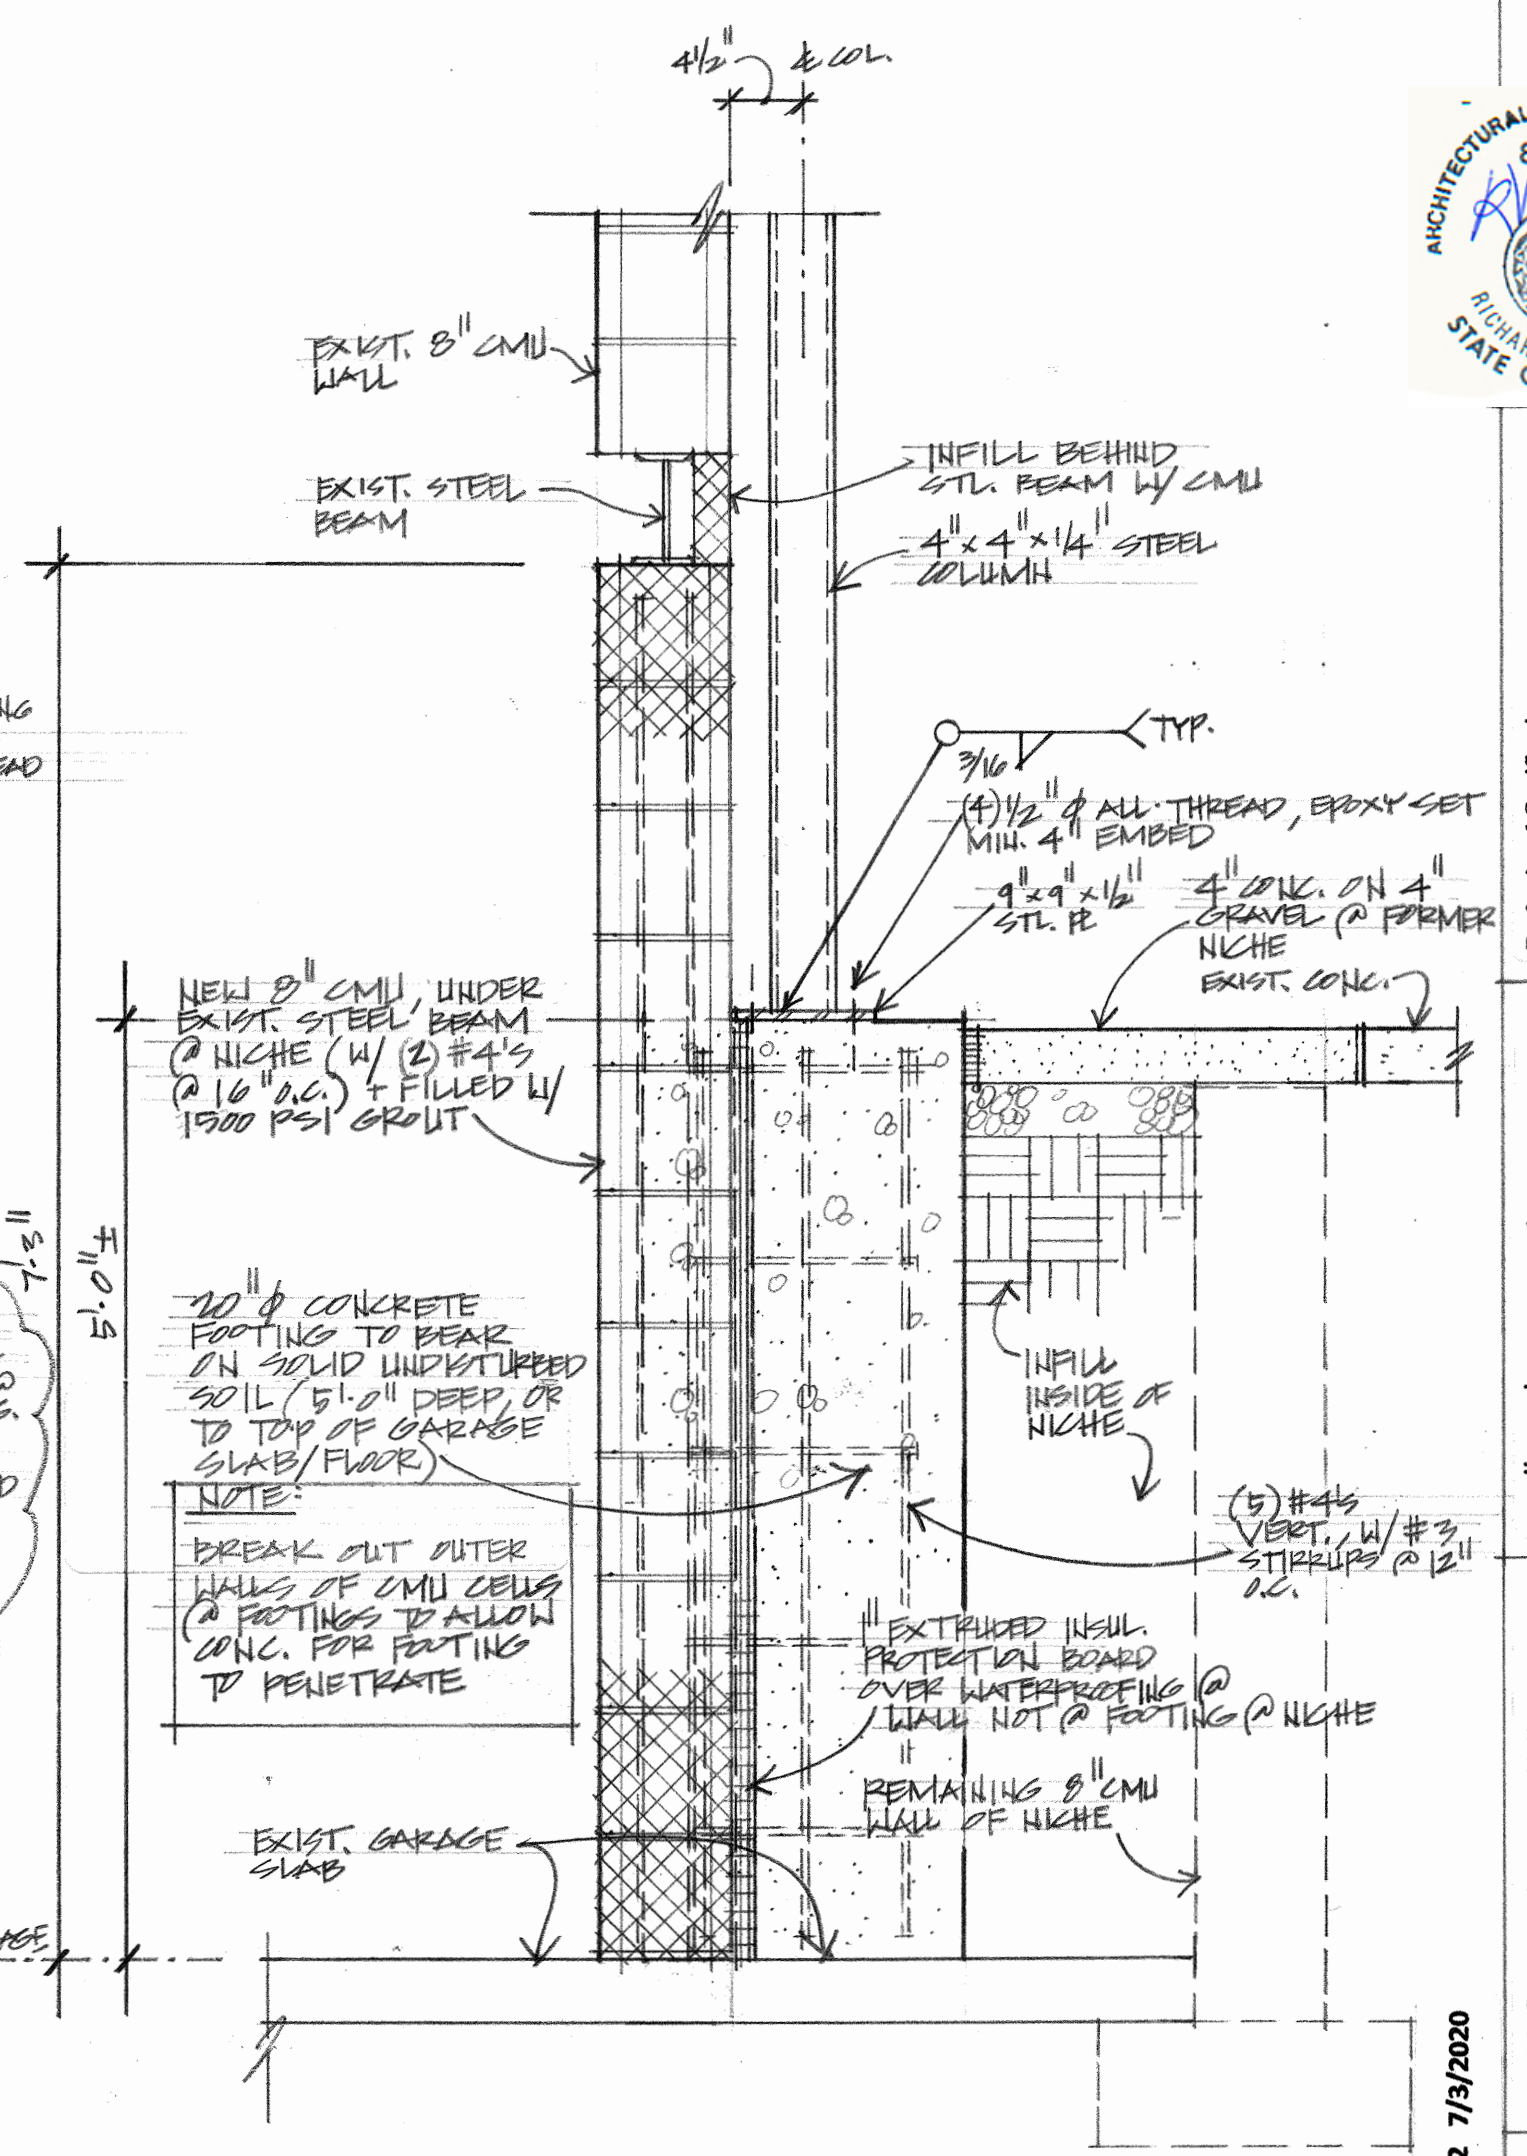 4 1/2"
℄ COL.
ARCHITECTURAL
STATE
EXIST. 8" CMU
WALL
EXIST. STEEL
BEAM
INFILL BEHIND
STL. BEAM W/ CMU
4" x 4" x 1/4" STEEL
COLUMN
TYP.
3/16
(4) 1/2" ϕ ALL-THREAD, EPOXY SET
MIN. 4" EMBED
9" x 9" x 1/2"
STL. PL
4" CONC. ON 4"
GRAVEL @ FORMER
NICHE
EXIST. CONC.
NEW 8" CMU, UNDER
EXIST. STEEL BEAM
@ NICHE (W/ (2) #4'S
@ 16" O.C.) + FILLED W/
1500 PSI GROUT
7'-3"
5'-0"±
20" ϕ CONCRETE
FOOTING TO BEAR
ON SOLID UNDISTURBED
SOIL (5'-0" DEEP, OR
TO TOP OF GARAGE
SLAB/FLOOR)
NOTE:
BREAK OUT OUTER
WALLS OF CMU CELLS
@ FOOTINGS TO ALLOW
CONC. FOR FOOTING
TO PENETRATE
INFILL
INSIDE OF
NICHE
(5) #4'S
VERT., W/ #3
STIRRUPS @ 12"
O.C.
1" EXTRUDED INSUL.
PROTECTION BOARD
OVER WATERPROOFING @
WALL NOT @ FOOTING @ NICHE
REMAINING 8" CMU
WALL OF NICHE
EXIST. GARAGE
SLAB
2 7/3/2020